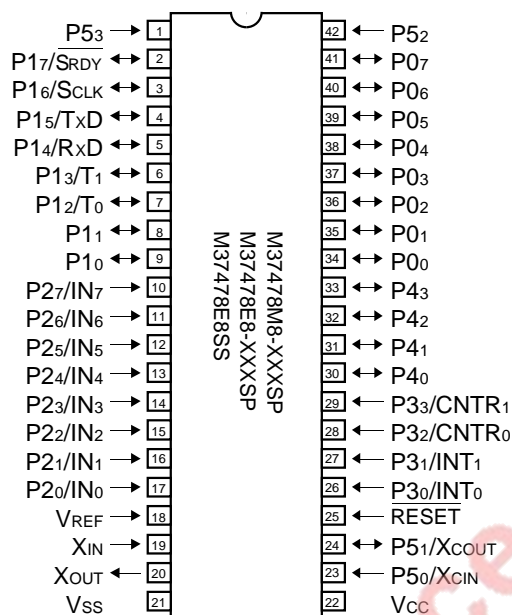 P53 1 42 P52
P17/SRDY 2 41 P07
P16/SCLK 3 40 P06
P15/TXD 4 39 P05
P14/RXD 5 38 P04
P13/T1 6 37 P03
P12/T0 7 36 P02
P11 8 35 P01
P10 9 34 P00
P27/IN7 10 33 P43
P26/IN6 11 32 P42
P25/IN5 12 31 P41
P24/IN4 13 30 P40
P23/IN3 14 29 P33/CNTR1
P22/IN2 15 28 P32/CNTR0
P21/IN1 16 27 P31/INT1
P20/IN0 17 26 P30/INT0
VREF 18 25 RESET
XIN 19 24 P51/XCOUT
XOUT 20 23 P50/XCIN
VSS 21 22 VCC
M37478M8-XXXSP
M37478E8-XXXSP
M37478E8SS